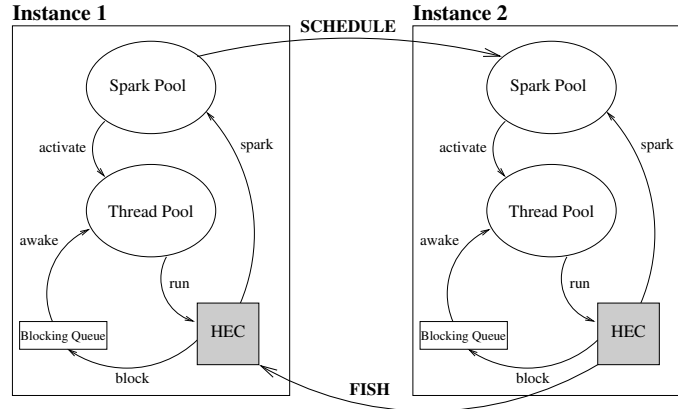 Instance 1
Instance 2
SCHEDULE
Spark Pool
Spark Pool
activate
spark
activate
spark
Thread Pool
Thread Pool
awake
awake
run
run
Blocking Queue
HEC
Blocking Queue
HEC
block
block
FISH